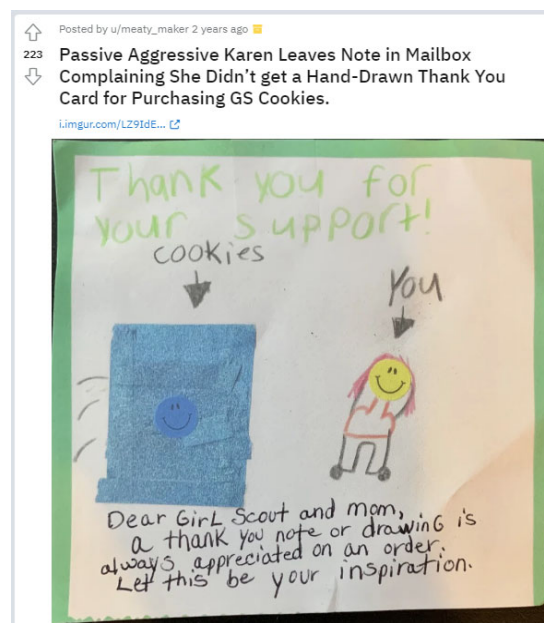 Posted by u/meaty_maker 2 years ago
223
Passive Aggressive Karen Leaves Note in Mailbox
Complaining She Didn't get a Hand-Drawn Thank You
Card for Purchasing GS Cookies.
i.imgur.com/LZ9IdE...
Thank you for
your support!
cookies
You
Dear Girl Scout and mom,
a thank you note or drawing is
always appreciated on an order.
Let this be your inspiration.